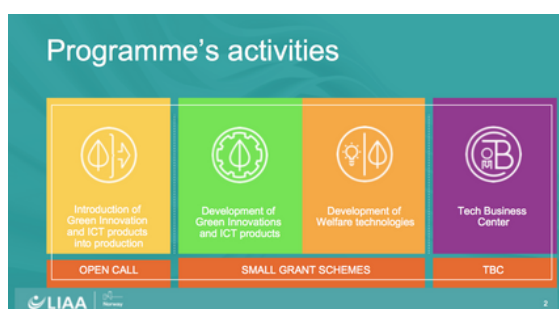 Programme's activities
Introduction of
Green Innovation
and ICT products
into production
Development of
Green Innovations
and ICT products
Development of
Welfare technologies
Tech Business
Center
OPEN CALL
SMALL GRANT SCHEMES
TBC
LIAA
Norway
2